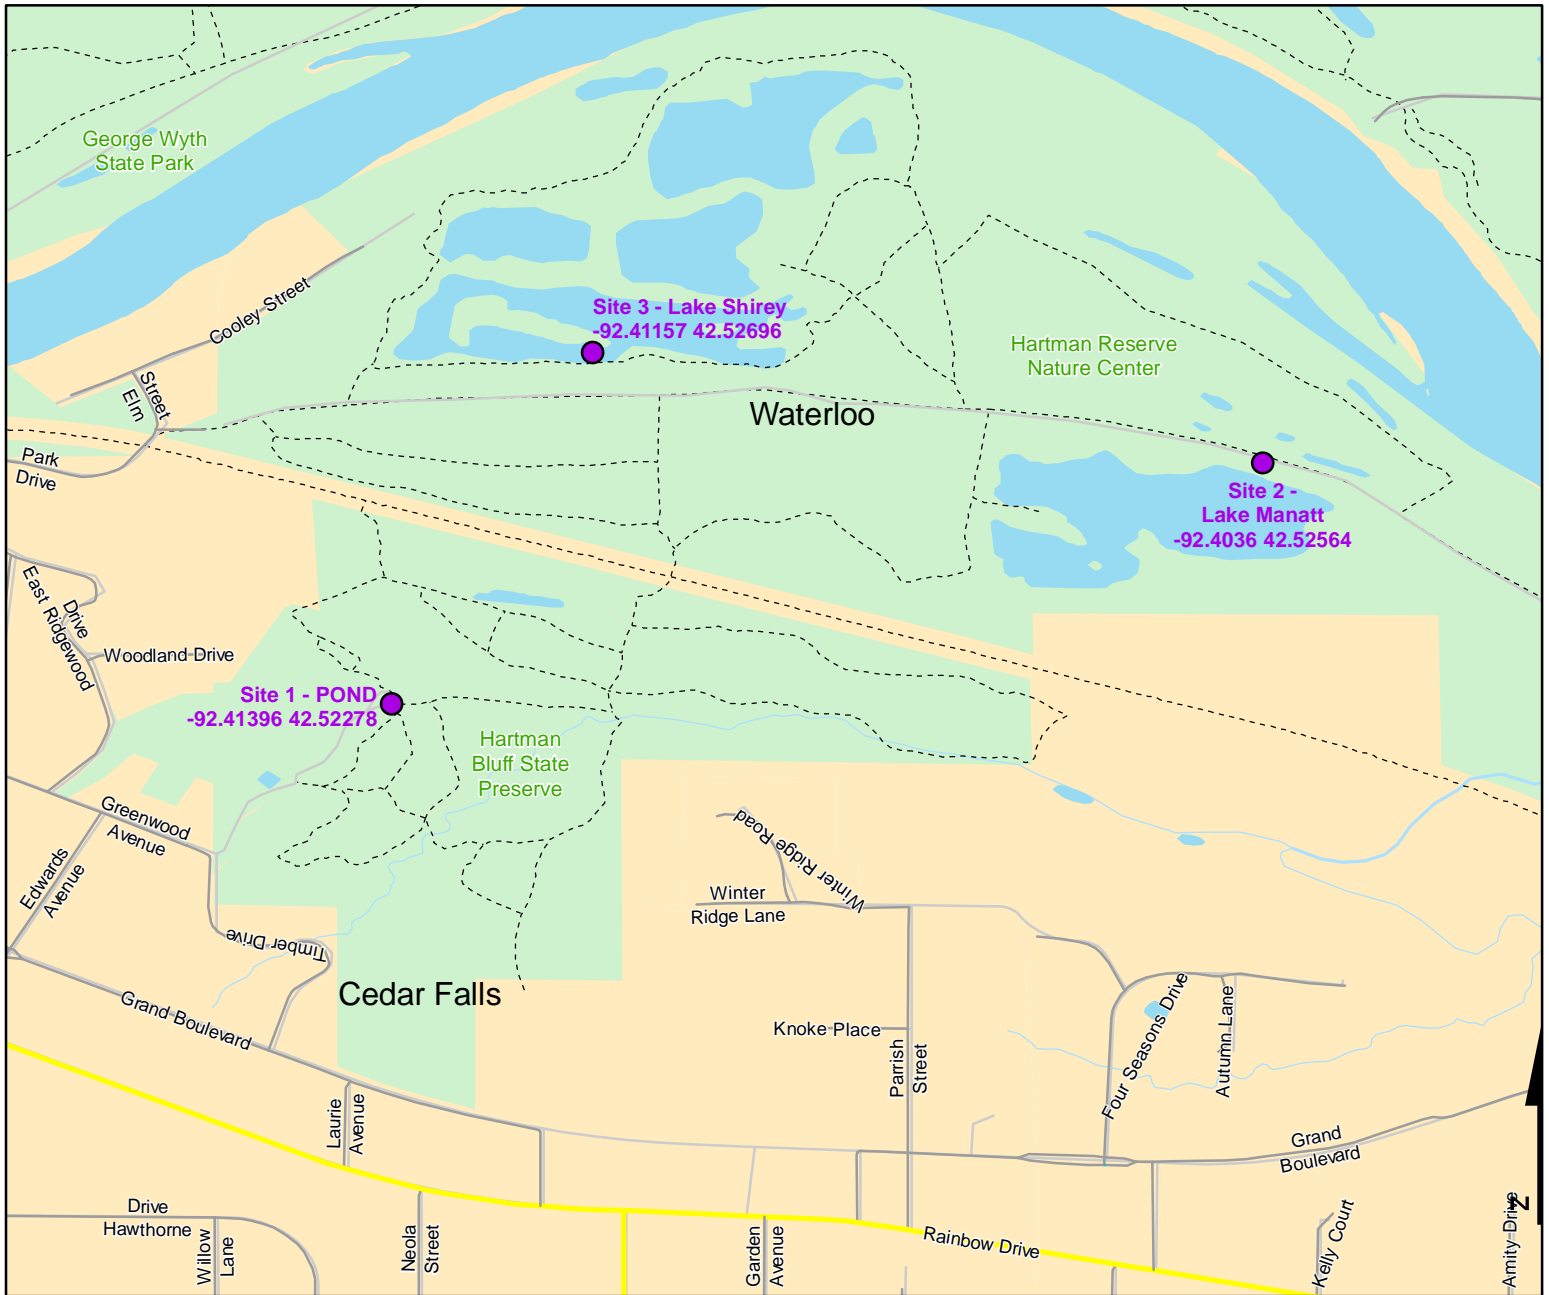 George Wyth
State Park
Cooley Street
Site 3 - Lake Shirey
-92.41157 42.52696
Hartman Reserve
Nature Center
Street
Elm
Waterloo
Park
Drive
Site 2 -
Lake Manatt
-92.4036 42.52564
Drive
East Ridgewood
Woodland Drive
Site 1 - POND
-92.41396 42.52278
Hartman
Bluff State
Preserve
Greenwood
Avenue
Winter Ridge Road
Edwards
Avenue
Winter
Ridge Lane
Timber Drive
Cedar Falls
Grand Boulevard
Knoke Place
Parrish
Street
Four Seasons Drive
Autumn Lane
Laurie
Avenue
Grand
Boulevard
Drive
Hawthorne
Willow
Lane
Neola
Street
Garden
Avenue
Rainbow Drive
Kelly Court
Amity Drive
N